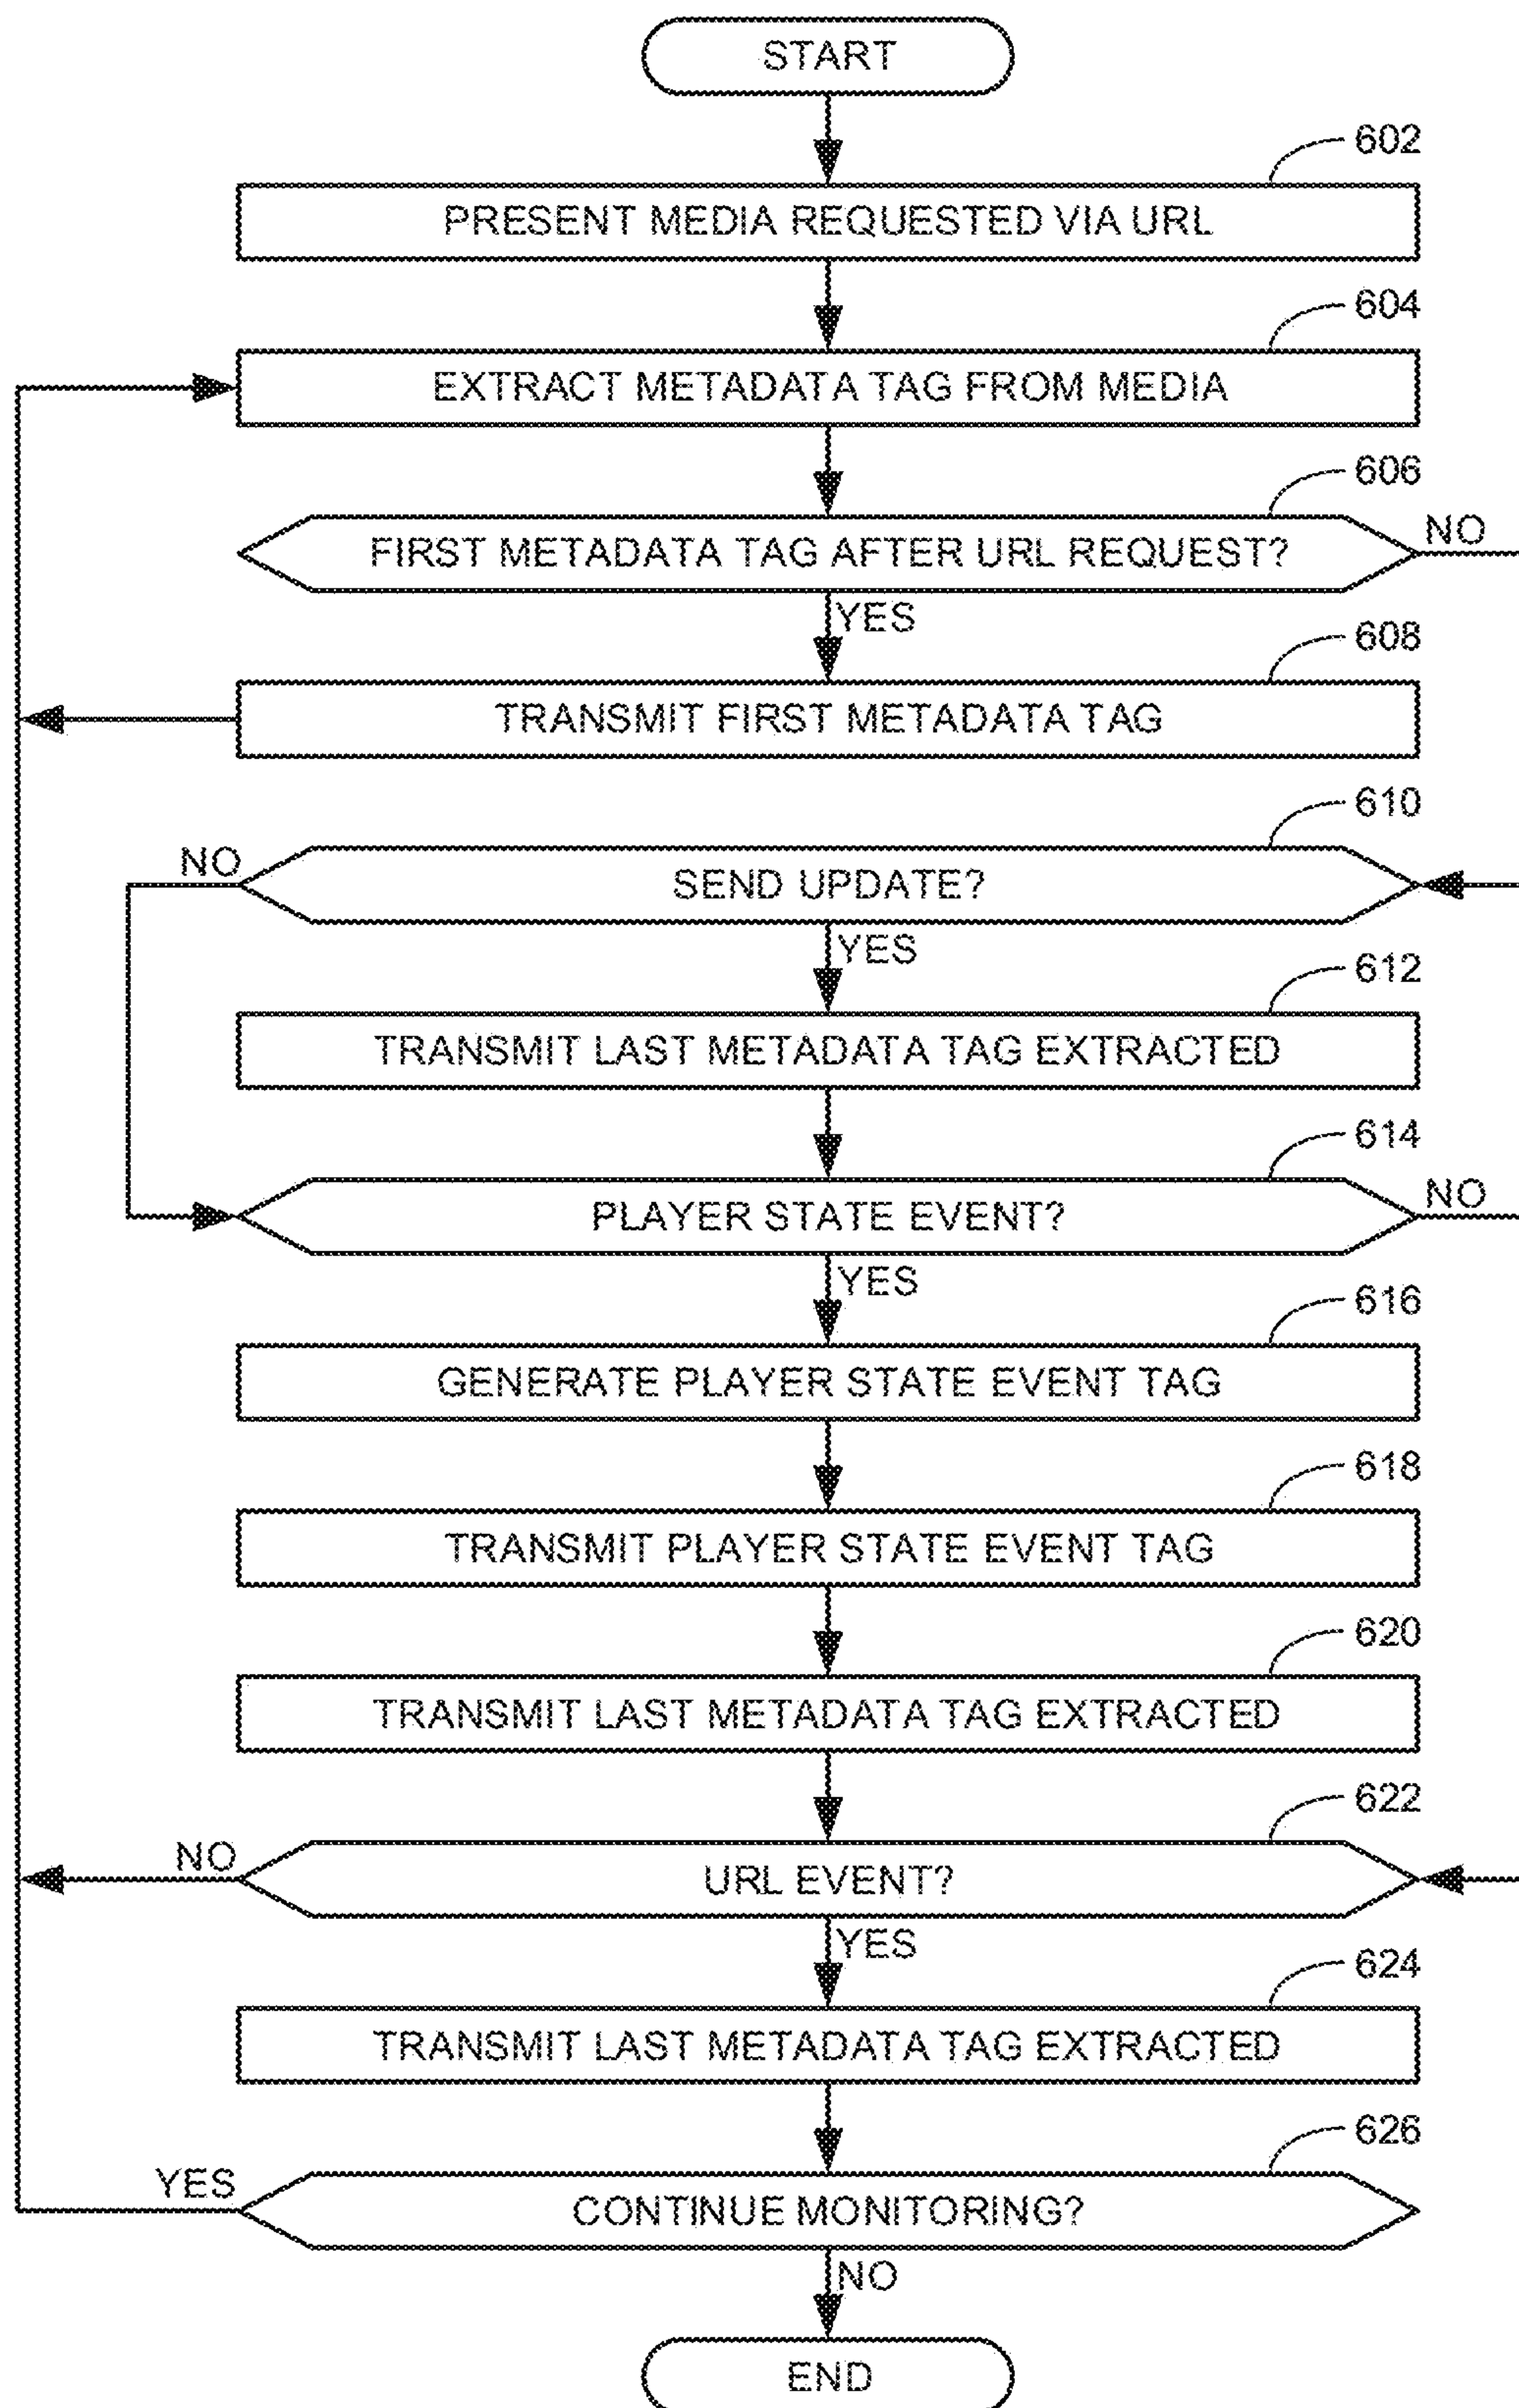 START
602
PRESENT MEDIA REQUESTED VIA URL
604
EXTRACT METADATA TAG FROM MEDIA
606
FIRST METADATA TAG AFTER URL REQUEST?
NO
YES
608
TRANSMIT FIRST METADATA TAG
610
NO
SEND UPDATE?
YES
612
TRANSMIT LAST METADATA TAG EXTRACTED
614
PLAYER STATE EVENT?
NO
YES
616
GENERATE PLAYER STATE EVENT TAG
618
TRANSMIT PLAYER STATE EVENT TAG
620
TRANSMIT LAST METADATA TAG EXTRACTED
622
NO
URL EVENT?
YES
624
TRANSMIT LAST METADATA TAG EXTRACTED
626
YES
CONTINUE MONITORING?
NO
END